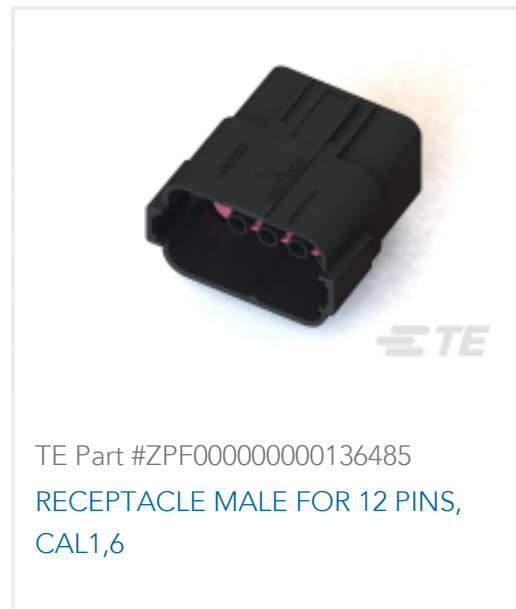 TE
TE Part #ZPF000000000136485
RECEPTACLE MALE FOR 12 PINS,
CAL1,6